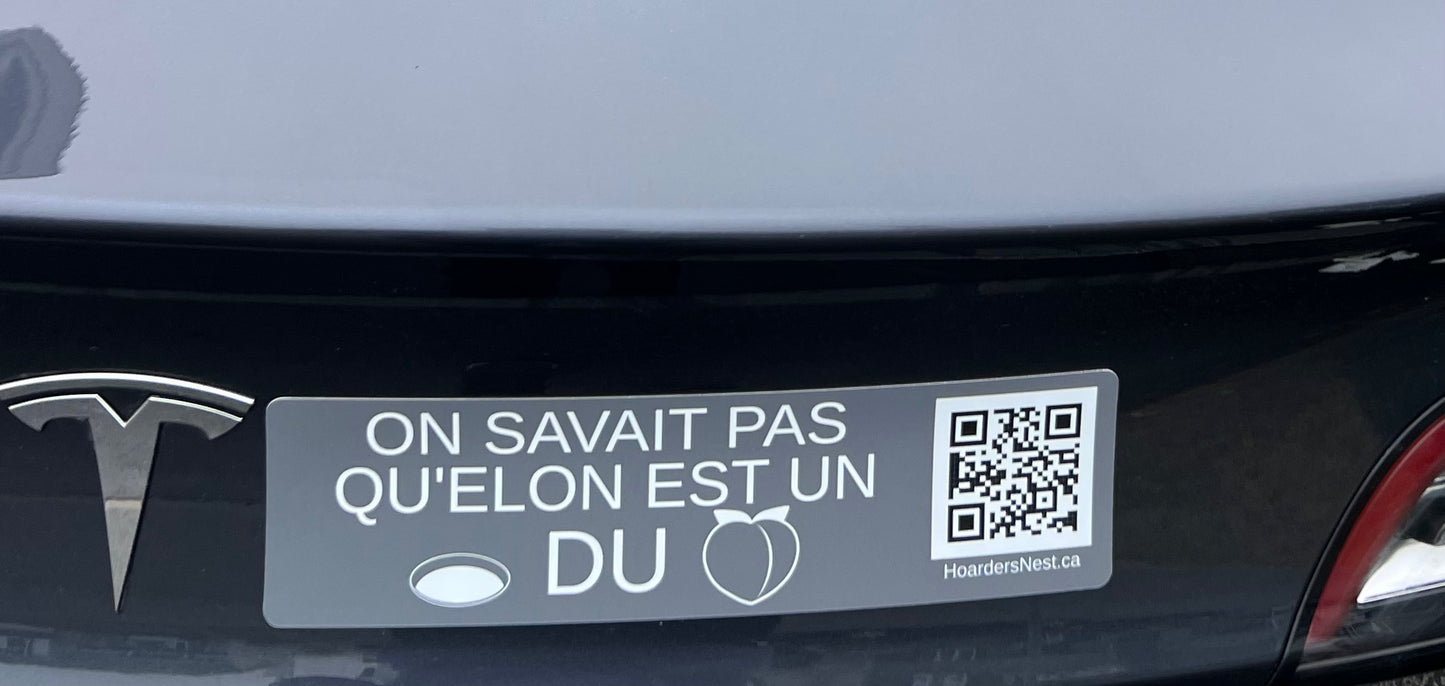 ON SAVAIT PAS
QU'ELON EST UN
DU
HoardersNest.ca